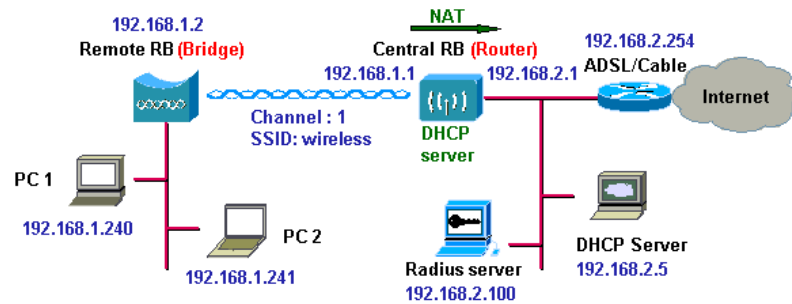 192.168.1.2
Remote RB (Bridge)
NAT
Central RB (Router)
192.168.1.1
192.168.2.1
192.168.2.254
ADSL/Cable
Internet
Channel : 1
SSID: wireless
DHCP
server
PC 1
192.168.1.240
PC 2
192.168.1.241
Radius server
192.168.2.100
DHCP Server
192.168.2.5